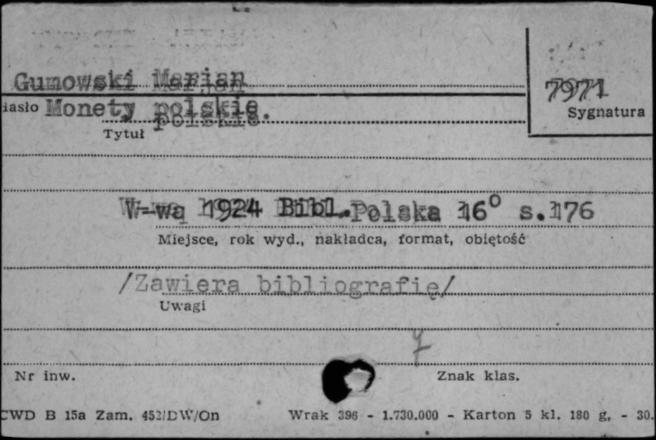 Gumowski Marian
7971
iasło Monety polskie.
Sygnatura
Tytuł
W-wa 1924 Bibl.Polska 16° s.176
Miejsce, rok wyd., nakładca, format, objętość
/Zawiera bibliografię/
Uwagi
7
Nr inw.
Znak klas.
CWD B 15a Zam. 452/DW/On Wrak 396 - 1.730.000 - Karton 5 kl. 180 g, - 30.